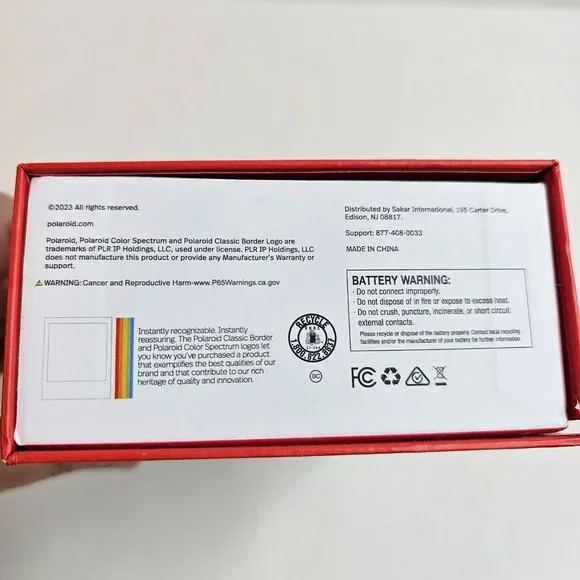 ©2023 All rights reserved.
polaroid.com
Polaroid, Polaroid Color Spectrum and Polaroid Classic Border Logo are
trademarks of PLR IP Holdings, LLC, used under license. PLR IP Holdings, LLC
does not manufacture this product or provide any Manufacturer's Warranty or
support.
WARNING: Cancer and Reproductive Harm-www.P65Warnings.ca.gov
Instantly recognizable. Instantly
reassuring. The Polaroid Classic Border
and Polaroid Color Spectrum logos let
you know you've purchased a product
that exemplifies the best qualities of our
brand and that contribute to our rich
heritage of quality and innovation.
RECYCLE
1.800.822.8837
BC
Distributed by Sakar International, 195 Carter Drive,
Edison, NJ 08817.
Support: 877-408-0033
MADE IN CHINA
BATTERY WARNING:
· Do not connect improperly.
· Do not dispose of in fire or expose to excess heat.
· Do not crush, puncture, incinerate, or short circuit
external contacts.
Please recycle or dispose of the battery properly. Contact local recycling
facilities and/or the manufacturer of your battery for further information
FC